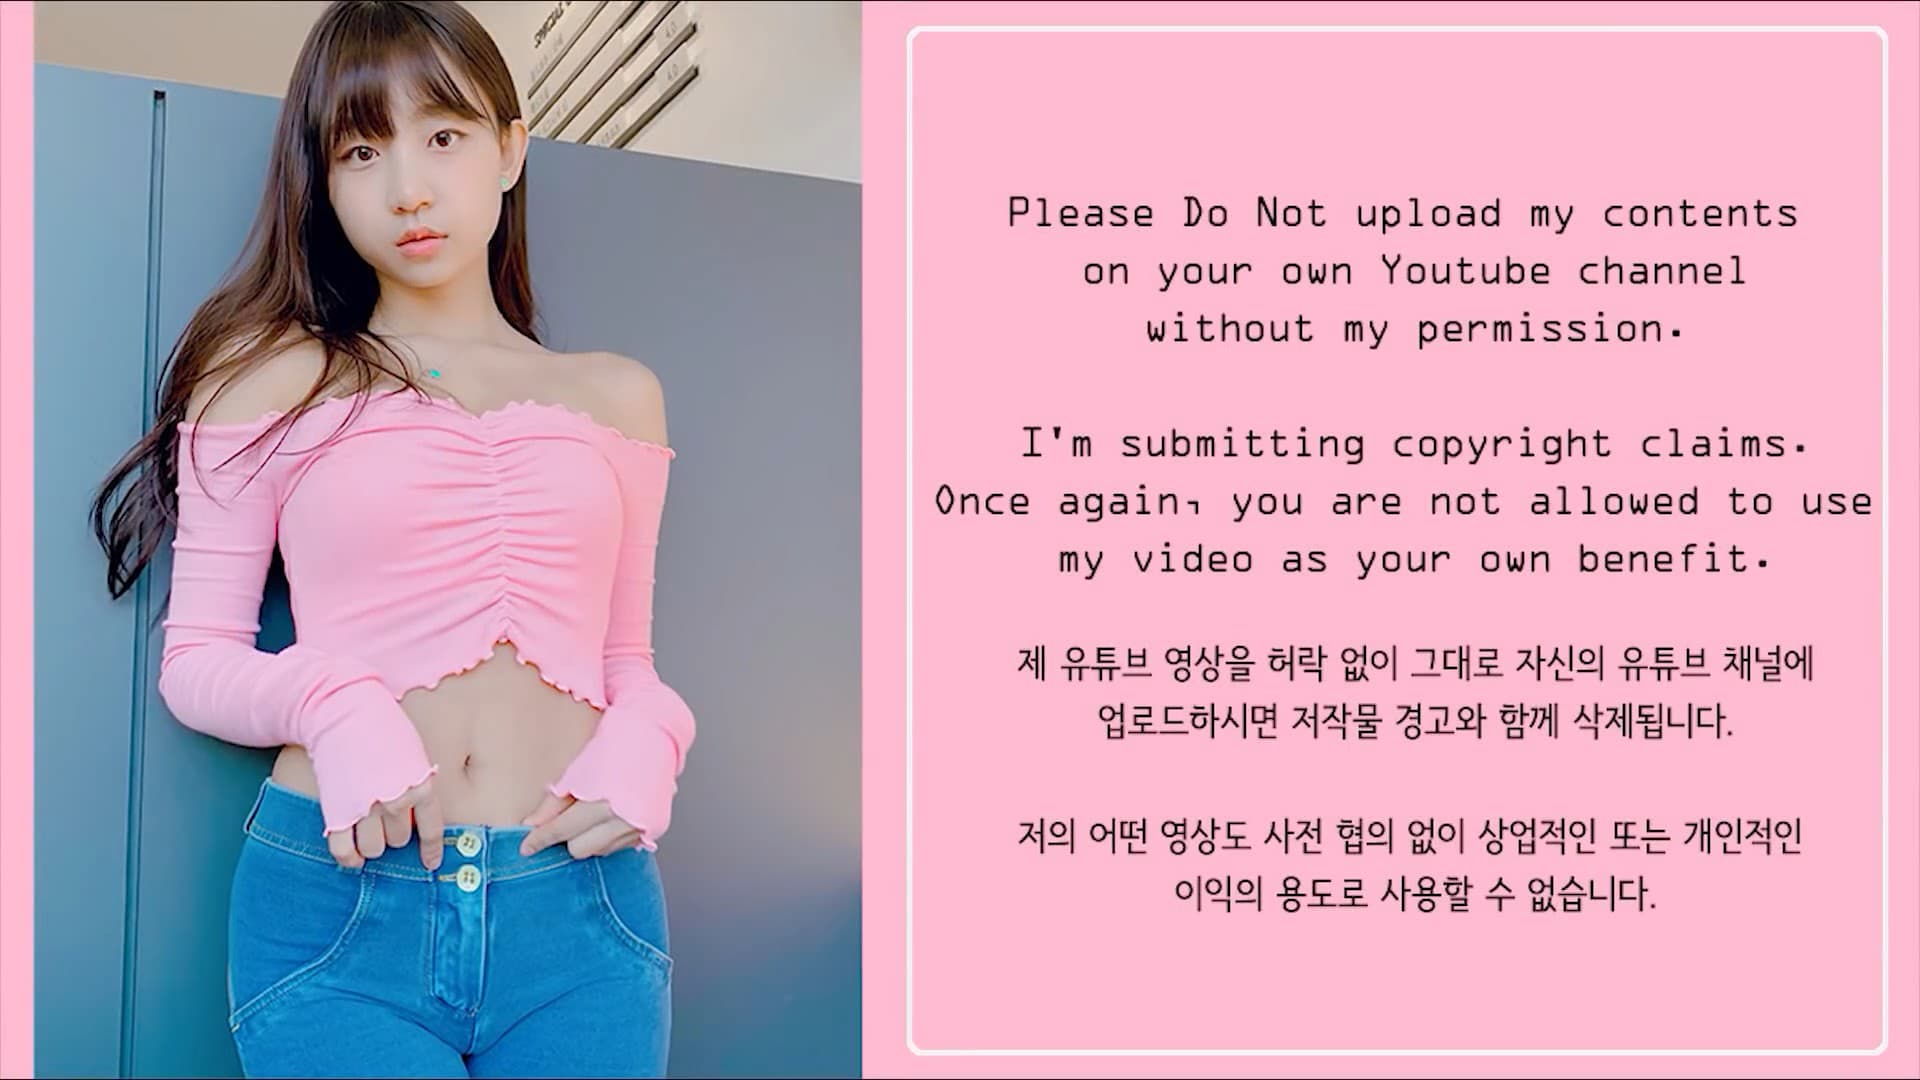 Please Do Not upload my contents
on your own Youtube channel
without my permission.
I'm submitting copyright claims.
Once again, you are not allowed to use
my video as your own benefit.
제 유튜브 영상을 허락 없이 그대로 자신의 유튜브 채널에
업로드하시면 저작물 경고와 함께 삭제됩니다.
저의 어떤 영상도 사전 협의 없이 상업적인 또는 개인적인
이익의 용도로 사용할 수 없습니다.